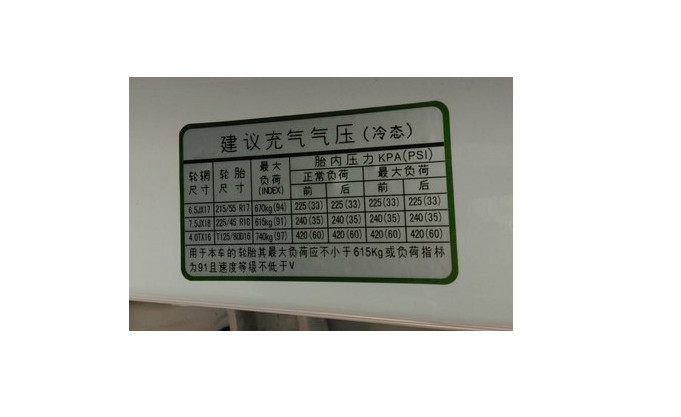 建议充气气压(冷态)
轮辋尺寸 轮胎尺寸 最大负荷(INDEX) 胎内压力 KPA(PSI)
正常负荷 最大负荷
前 后 前 后
6.5JX17 215/55 R17 670kg(94) 225(33) 225(33) 225(33) 225(33)
7.5JX18 225/45 R18 615kg(91) 240(35) 240(35) 240(35) 240(35)
4.0TX16 T125/80D16 740kg(97) 420(60) 420(60) 420(60) 420(60)
用于本车的轮胎其最大负荷应不小于615Kg或负荷指标
为91且速度等级不低于V